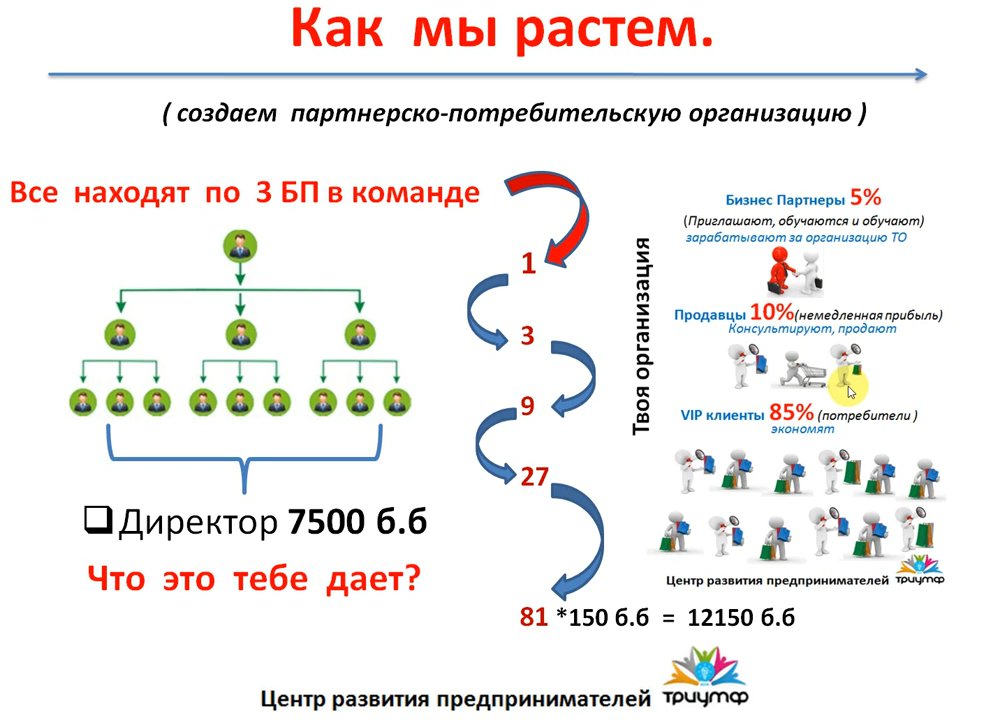 Как мы растем.
( создаем партнерско-потребительскую организацию )
Все находят по 3 БП в команде
1
3
9
27
81 *150 б.б = 12150 б.б
Директор 7500 б.б
Что это тебе дает?
Твоя организация
Бизнес Партнеры 5%
(Приглашают, обучаются и обучают)
зарабатывают за организацию ТО
Продавцы 10%(немедленная прибыль)
Консультируют, продают
VIP клиенты 85% (потребители )
экономят
Центр развития предпринимателей ТРИУМФ
Центр развития предпринимателей ТРИУМФ